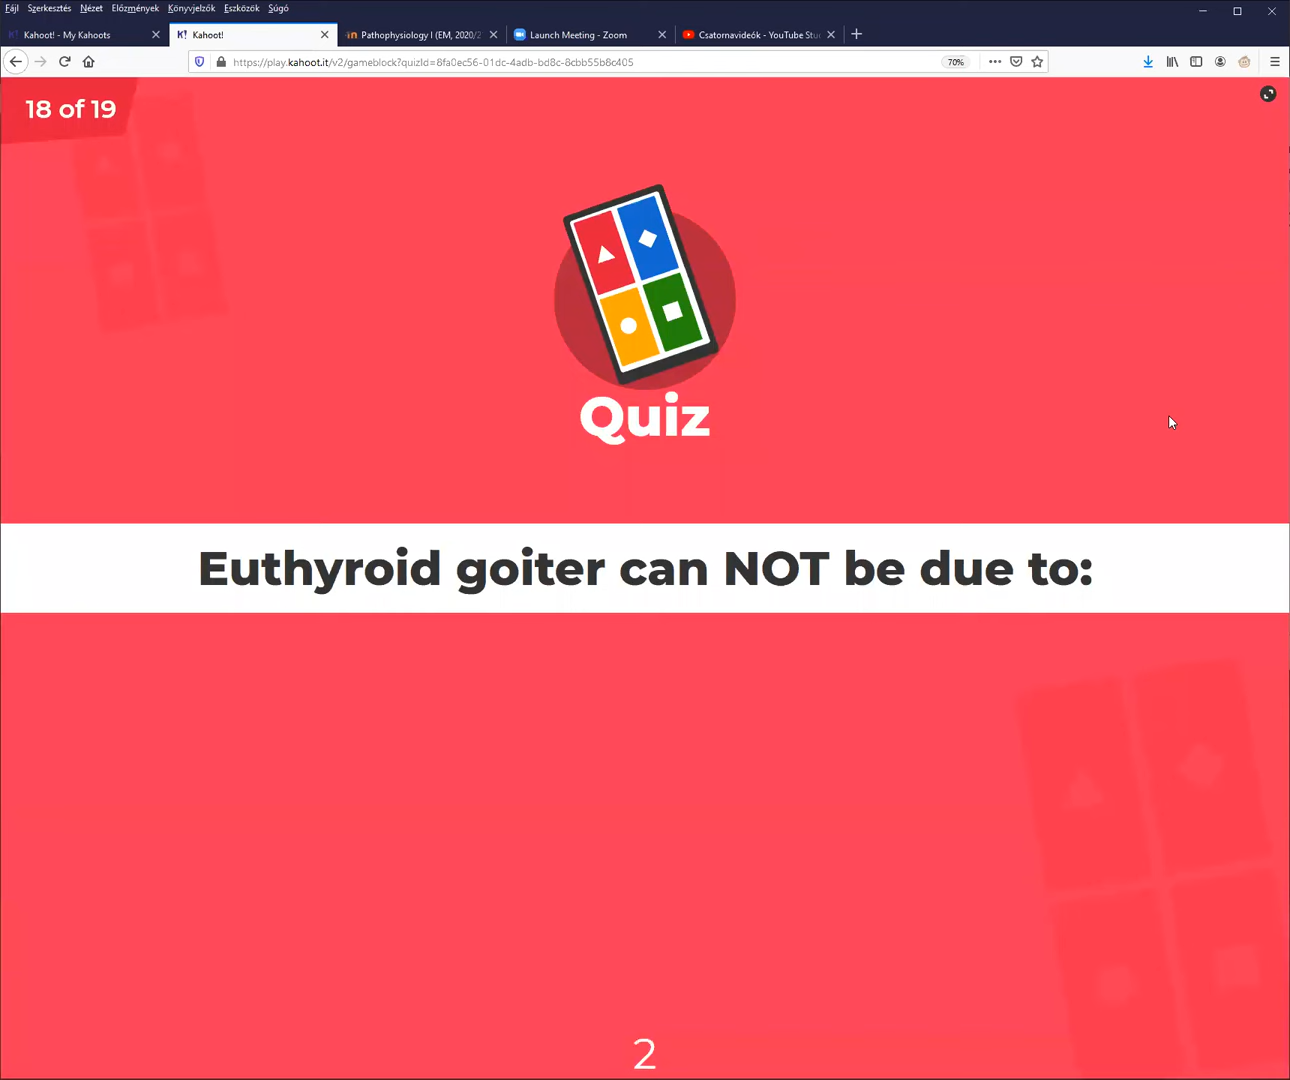 Fájl Szerkesztés Nézet Előzmények Könyvjelzők Eszközök Súgó
K! Kahoot! - My Kahoots
K! Kahoot!
Pathophysiology I (EM, 2020/2
Launch Meeting - Zoom
Csatornavideók - YouTube Stu
https://play.kahoot.it/v2/gameblock?quizId=8fa0ec56-01dc-4adb-bd8c-8cbb55b8c405
70%
18 of 19
Quiz
Euthyroid goiter can NOT be due to:
2